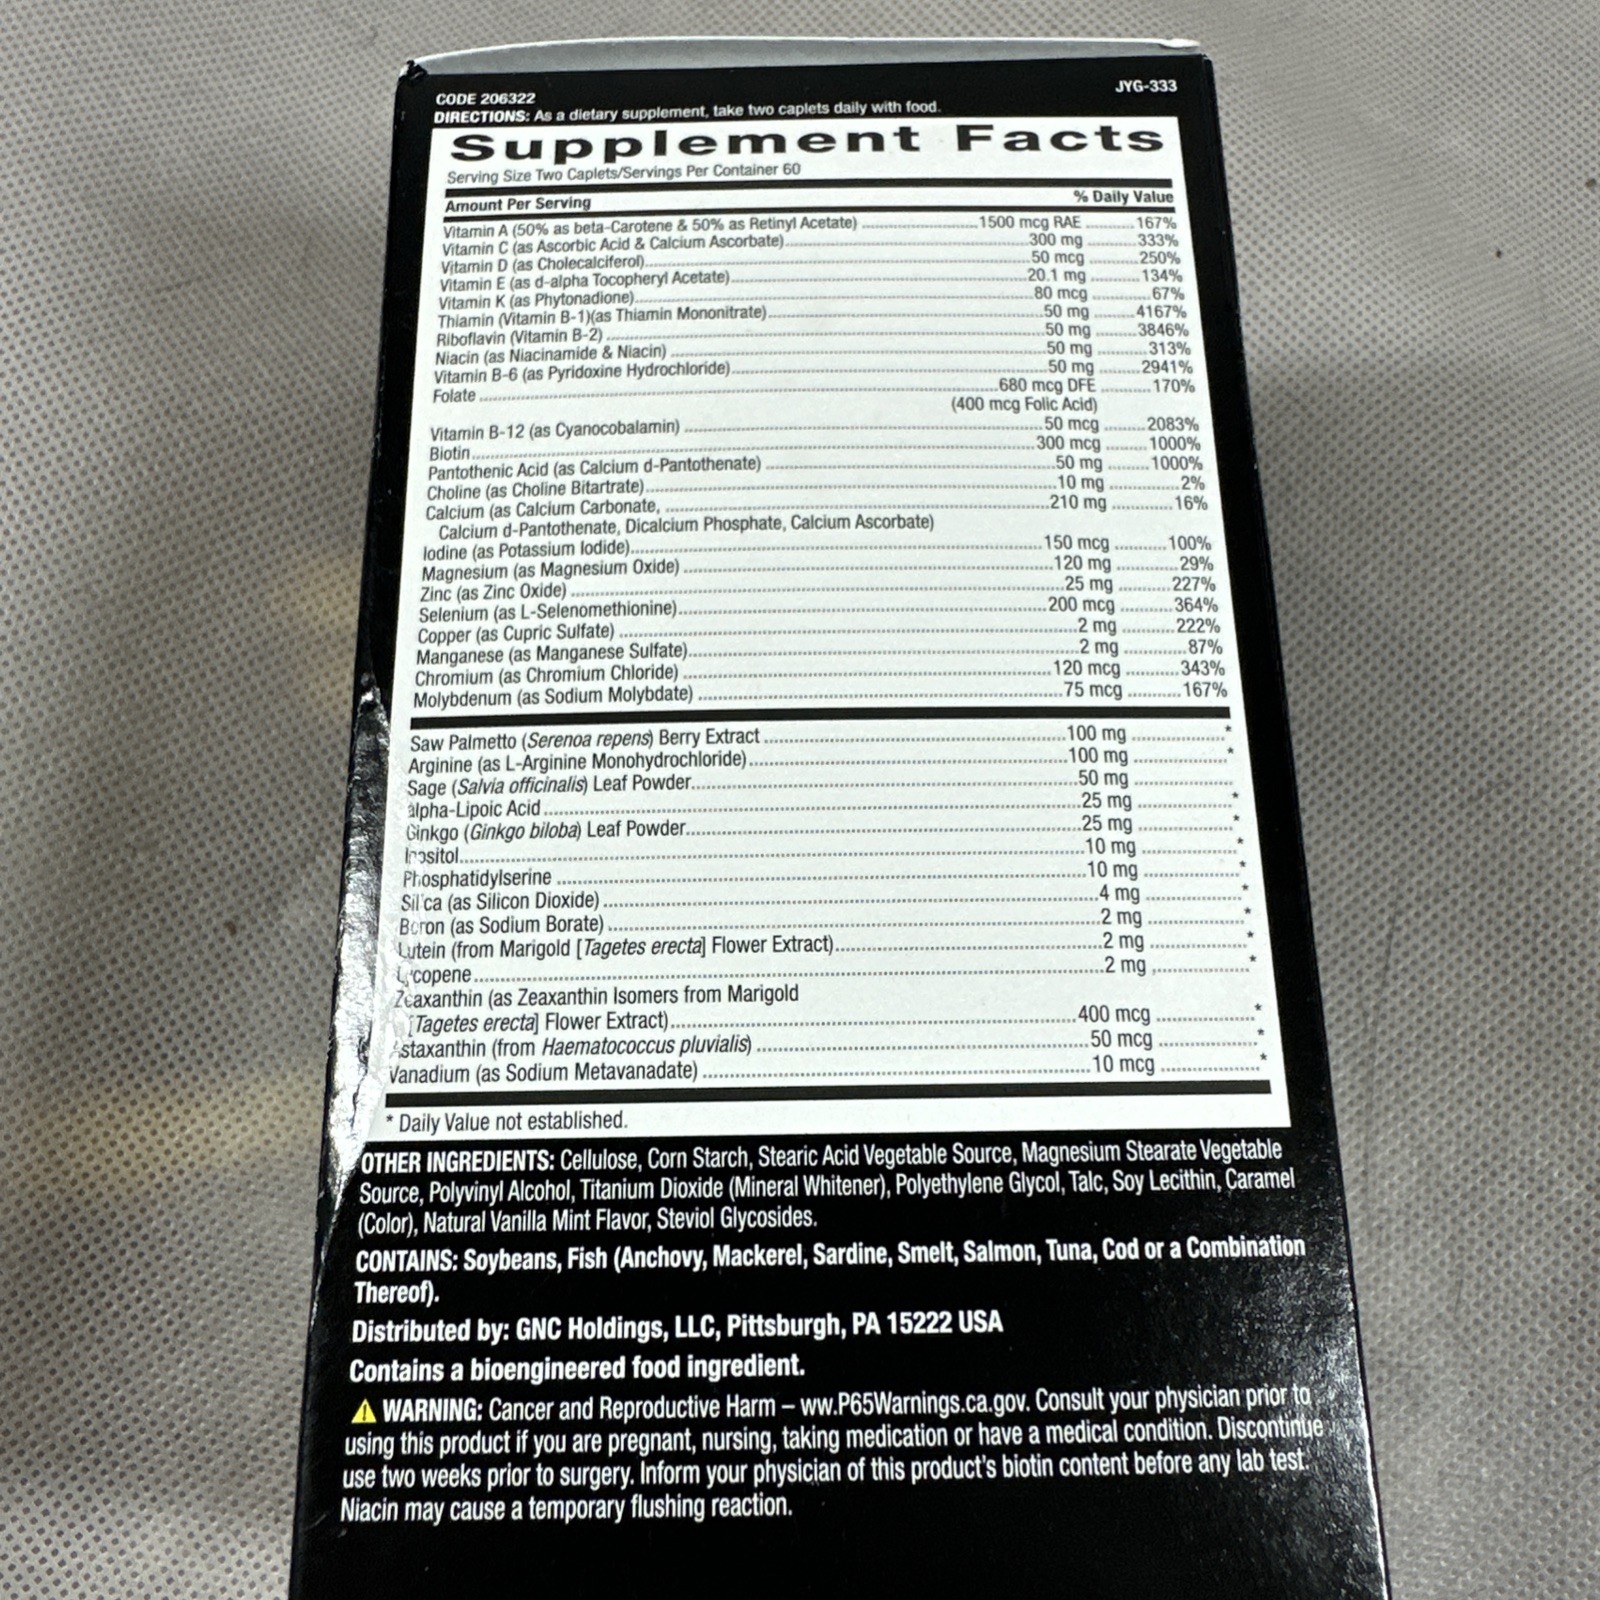 CODE 206322 JYG-333
DIRECTIONS: As a dietary supplement, take two caplets daily with food.
Supplement Facts
Serving Size Two Caplets/Servings Per Container 60
Amount Per Serving % Daily Value
Vitamin A (50% as beta-Carotene & 50% as Retinyl Acetate) 1500 mcg RAE 167%
Vitamin C (as Ascorbic Acid & Calcium Ascorbate) 300 mg 333%
Vitamin D (as Cholecalciferol) 50 mcg 250%
Vitamin E (as d-alpha Tocopheryl Acetate) 20.1 mg 134%
Vitamin K (as Phytonadione) 80 mcg 67%
Thiamin (Vitamin B-1)(as Thiamin Mononitrate) 50 mg 4167%
Riboflavin (Vitamin B-2) 50 mg 3846%
Niacin (as Niacinamide & Niacin) 50 mg 313%
Vitamin B-6 (as Pyridoxine Hydrochloride) 50 mg 2941%
Folate 680 mcg DFE 170%
(400 mcg Folic Acid)
Vitamin B-12 (as Cyanocobalamin) 50 mcg 2083%
Biotin 300 mcg 1000%
Pantothenic Acid (as Calcium d-Pantothenate) 50 mg 1000%
Choline (as Choline Bitartrate) 10 mg 2%
Calcium (as Calcium Carbonate, 210 mg 16%
Calcium d-Pantothenate, Dicalcium Phosphate, Calcium Ascorbate)
Iodine (as Potassium Iodide) 150 mcg 100%
Magnesium (as Magnesium Oxide) 120 mg 29%
Zinc (as Zinc Oxide) 25 mg 227%
Selenium (as L-Selenomethionine) 200 mcg 364%
Copper (as Cupric Sulfate) 2 mg 222%
Manganese (as Manganese Sulfate) 2 mg 87%
Chromium (as Chromium Chloride) 120 mcg 343%
Molybdenum (as Sodium Molybdate) 75 mcg 167%
Saw Palmetto (Serenoa repens) Berry Extract 100 mg *
Arginine (as L-Arginine Monohydrochloride) 100 mg *
Sage (Salvia officinalis) Leaf Powder 50 mg
alpha-Lipoic Acid 25 mg *
Ginkgo (Ginkgo biloba) Leaf Powder 25 mg *
Inositol 10 mg *
Phosphatidylserine 10 mg *
Silica (as Silicon Dioxide) 4 mg *
Boron (as Sodium Borate) 2 mg *
Lutein (from Marigold [Tagetes erecta] Flower Extract) 2 mg *
Lycopene 2 mg *
Zeaxanthin (as Zeaxanthin Isomers from Marigold
[Tagetes erecta] Flower Extract) 400 mcg *
Astaxanthin (from Haematococcus pluvialis) 50 mcg *
Vanadium (as Sodium Metavanadate) 10 mcg *
* Daily Value not established.
OTHER INGREDIENTS: Cellulose, Corn Starch, Stearic Acid Vegetable Source, Magnesium Stearate Vegetable
Source, Polyvinyl Alcohol, Titanium Dioxide (Mineral Whitener), Polyethylene Glycol, Talc, Soy Lecithin, Caramel
(Color), Natural Vanilla Mint Flavor, Steviol Glycosides.
CONTAINS: Soybeans, Fish (Anchovy, Mackerel, Sardine, Smelt, Salmon, Tuna, Cod or a Combination
Thereof).
Distributed by: GNC Holdings, LLC, Pittsburgh, PA 15222 USA
Contains a bioengineered food ingredient.
WARNING: Cancer and Reproductive Harm – ww.P65Warnings.ca.gov. Consult your physician prior to
using this product if you are pregnant, nursing, taking medication or have a medical condition. Discontinue
use two weeks prior to surgery. Inform your physician of this product's biotin content before any lab test.
Niacin may cause a temporary flushing reaction.